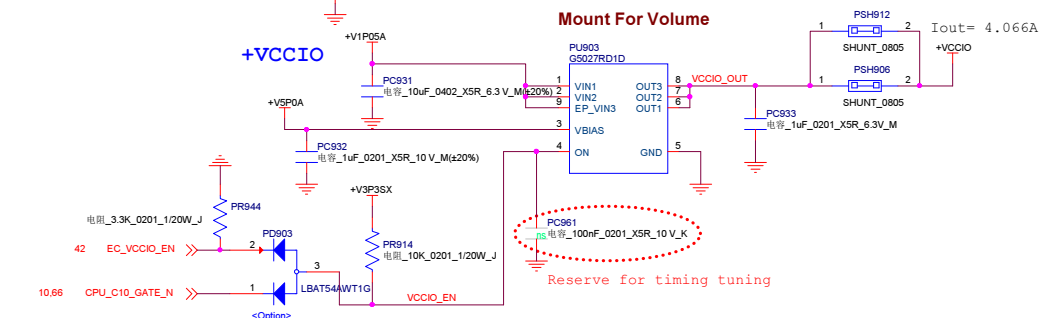 Mount For Volume
+VCCIO
+V1P05A
PU903
G5027RD1D
PSH912
1
2
SHUNT_0805
Iout= 4.066A
+VCCIO
PC931
电容_10uF_0402_X5R_6.3 V_M(±20%)
1
VIN1
2
VIN2
9
EP_VIN3
3
VBIAS
4
ON
OUT3
8
OUT2
7
OUT1
6
GND
5
VCCIO_OUT
1
PSH906
2
SHUNT_0805
+V5P0A
PC933
电容_1uF_0201_X5R_6.3V_M
PC932
电容_1uF_0201_X5R_10 V_M(±20%)
+V3P3SX
PR944
电阻_3.3K_0201_1/20W_J
PR914
电阻_10K_0201_1/20W_J
PC961
ns
电容_100nF_0201_X5R_10 V_K
Reserve for timing tuning
42
EC_VCCIO_EN
2
PD903
3
10,66
CPU_C10_GATE_N
1
LBAT54AWT1G
VCCIO_EN
<Option>